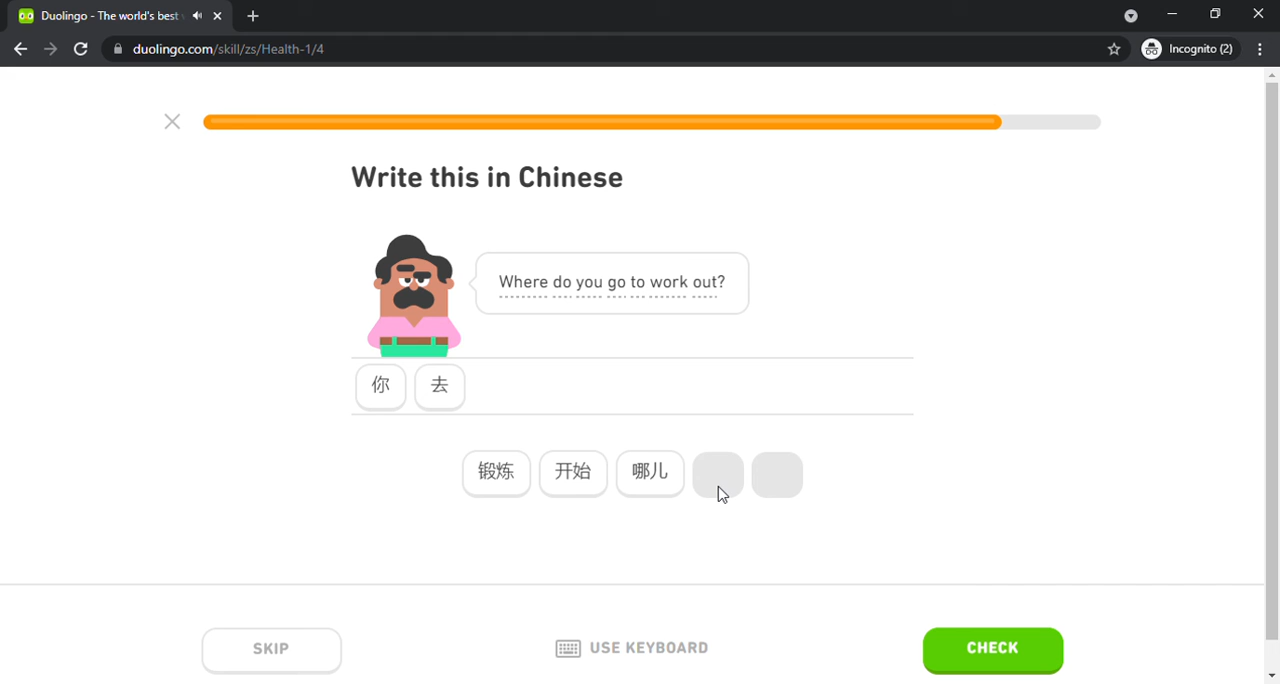 Duolingo - The world's best
duolingo.com/skill/zs/Health-1/4
Incognito (2)
Write this in Chinese
Where do you go to work out?
你 去
锻炼 开始 哪儿
SKIP
USE KEYBOARD
CHECK